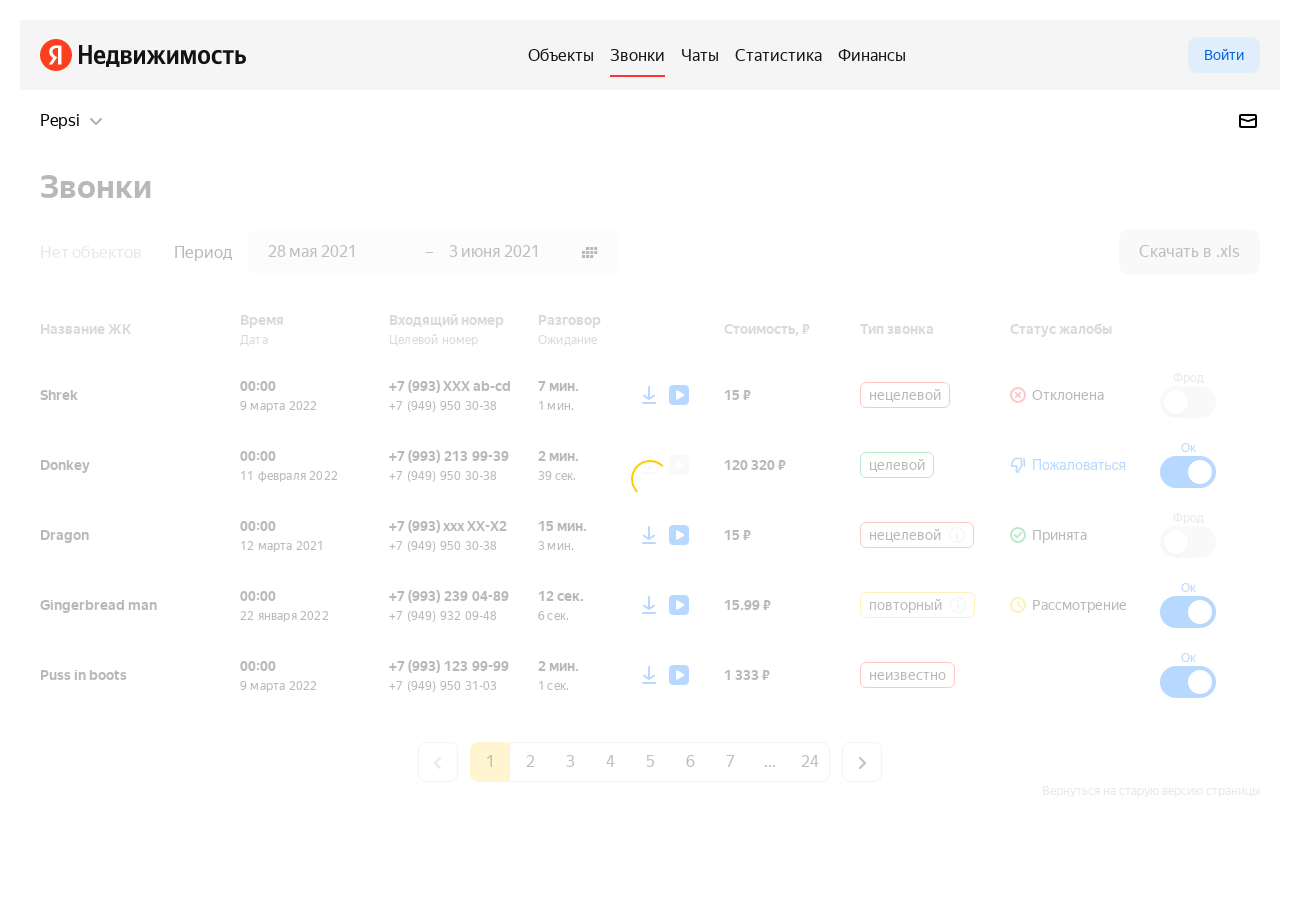 Я Недвижимость
Объекты Звонки Чаты Статистика Финансы
Войти
Pepsi
Звонки
Нет объектов Период 28 мая 2021 – 3 июня 2021
Скачать в .xls
Название ЖК Время Входящий номер Разговор Стоимость, ₽ Тип звонка Статус жалобы
Дата Целевой номер Ожидание
Shrek 00:00 +7 (993) XXX ab-cd 7 мин. 15 ₽ нецелевой Отклонена Фрод
9 марта 2022 +7 (949) 950 30-38 1 мин.
Donkey 00:00 +7 (993) 213 99-39 2 мин. 120 320 ₽ целевой Пожаловаться Ок
11 февраля 2022 +7 (949) 950 30-38 39 сек.
Dragon 00:00 +7 (993) xxx XX-X2 15 мин. 15 ₽ нецелевой Принята Фрод
12 марта 2021 +7 (949) 950 30-38 3 мин.
Gingerbread man 00:00 +7 (993) 239 04-89 12 сек. 15.99 ₽ повторный Рассмотрение Ок
22 января 2022 +7 (949) 932 09-48 6 сек.
Puss in boots 00:00 +7 (993) 123 99-99 2 мин. 1 333 ₽ неизвестно Ок
9 марта 2022 +7 (949) 950 31-03 1 сек.
1 2 3 4 5 6 7 ... 24
Вернуться на старую версию страницы